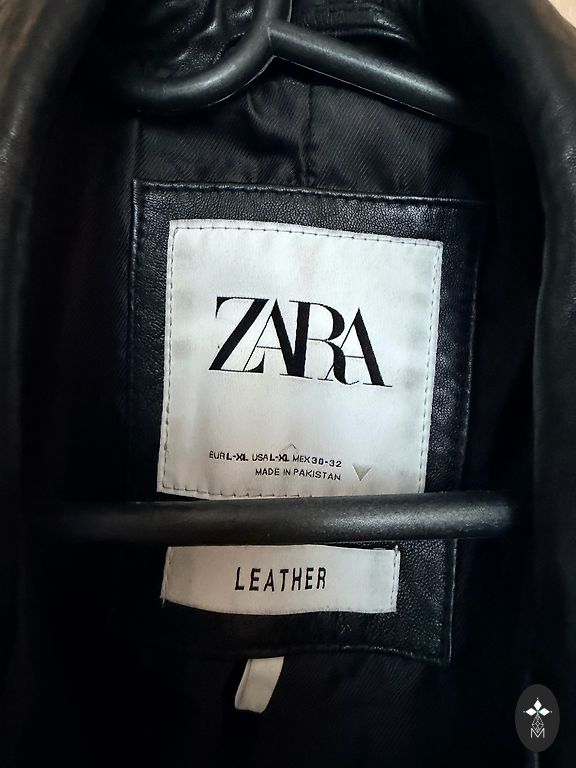 ZARA
EUR L-XL USA L-XL MEX 30-32
MADE IN PAKISTAN
LEATHER
M